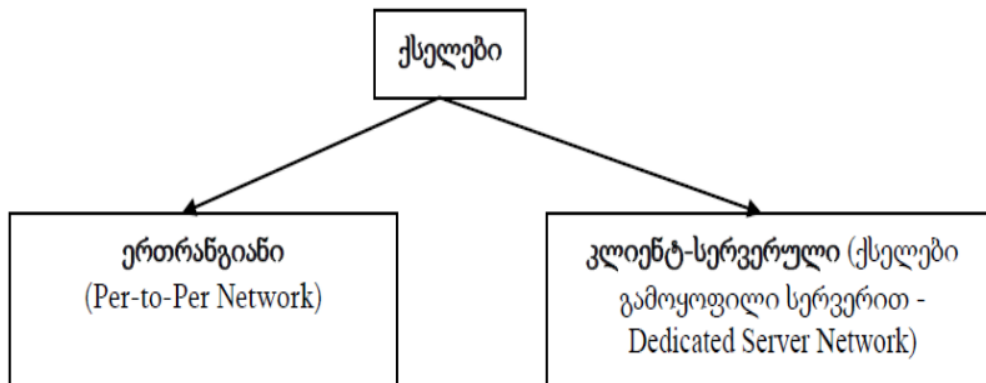 ქსელები
ერთრანგიანი
(Per-to-Per Network)
კლიენტ-სერვერული (ქსელები
გამოყოფილი სერვერით -
Dedicated Server Network)